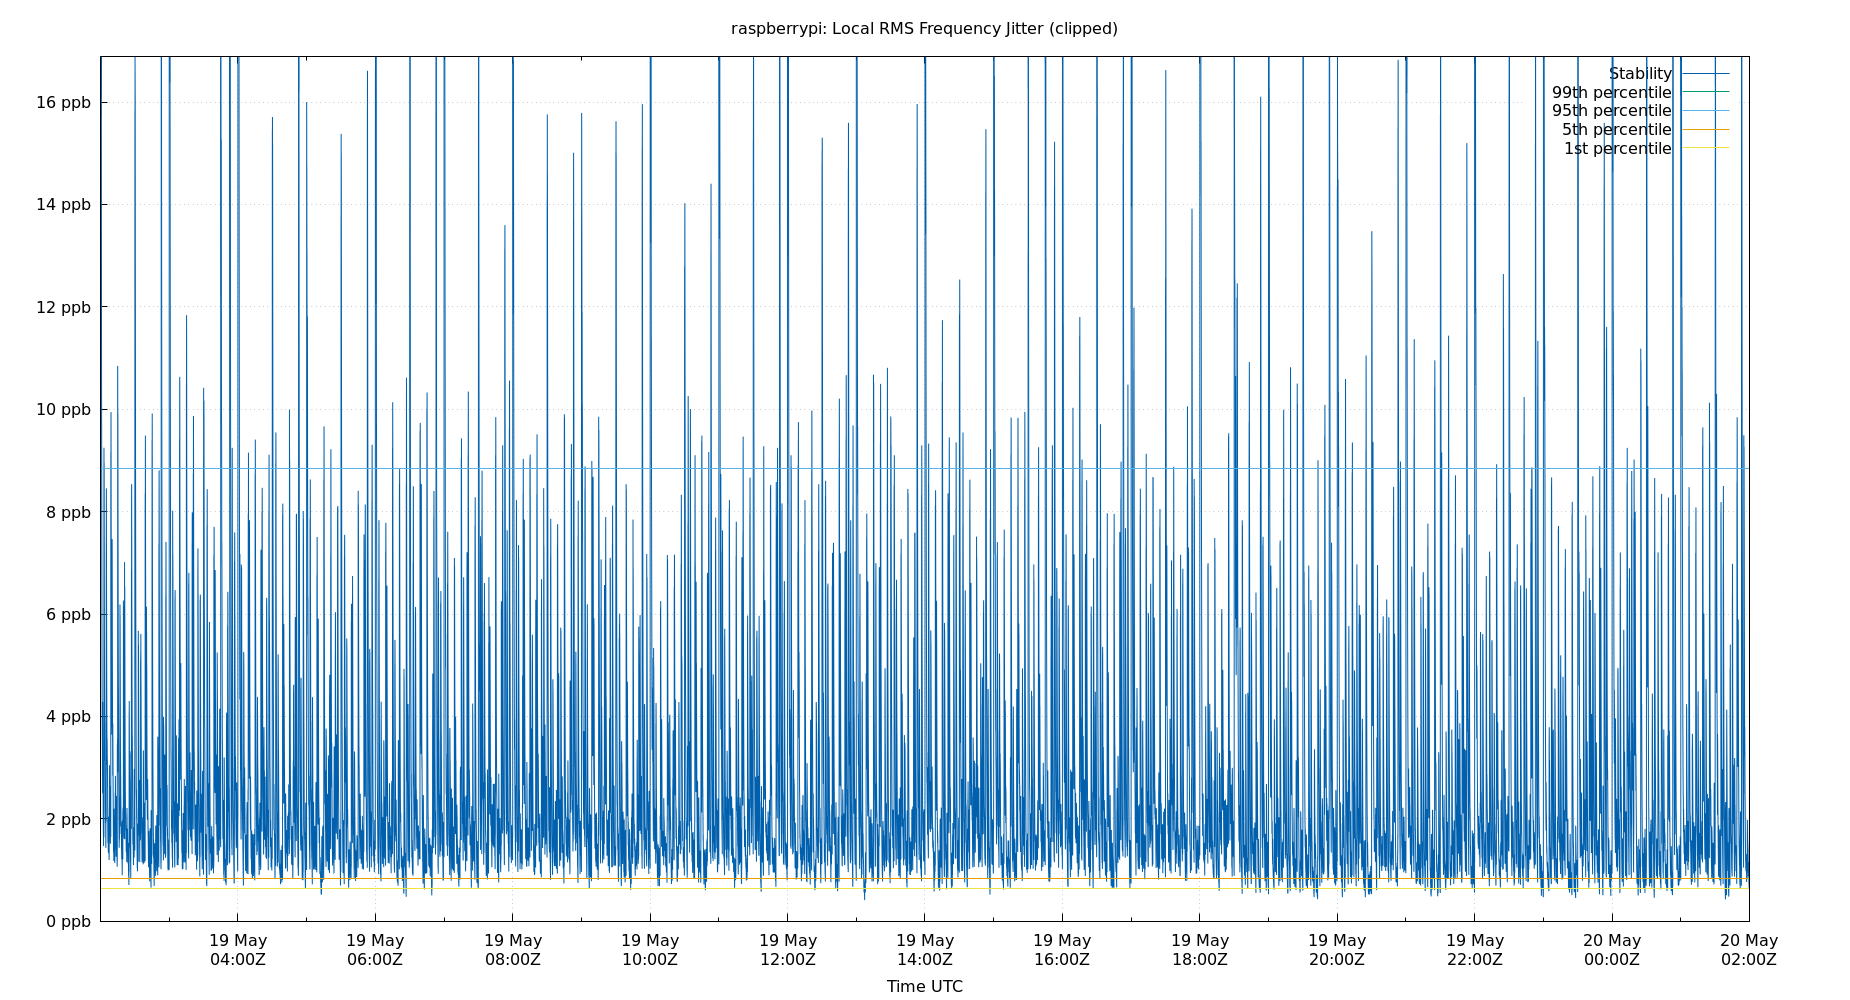 raspberrypi: Local RMS Frequency Jitter (clipped)
Stability
99th percentile
95th percentile
5th percentile
1st percentile
16 ppb
14 ppb
12 ppb
10 ppb
8 ppb
6 ppb
4 ppb
2 ppb
0 ppb
19 May 19 May 19 May 19 May 19 May 19 May 19 May 19 May 19 May 19 May 20 May 20 May
04:00Z 06:00Z 08:00Z 10:00Z 12:00Z 14:00Z 16:00Z 18:00Z 20:00Z 22:00Z 00:00Z 02:00Z
Time UTC